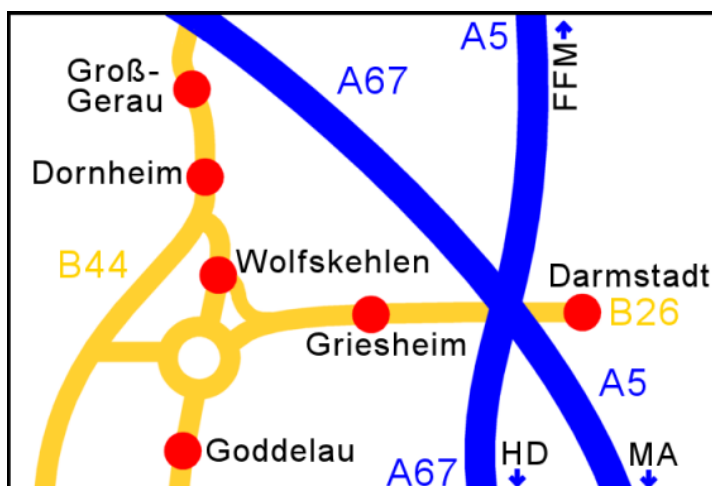 A5
FFM
A67
Groß-
Gerau
Dornheim
B44
Wolfskehlen
Darmstadt
B26
Griesheim
A5
Goddelau
A67
HD
MA